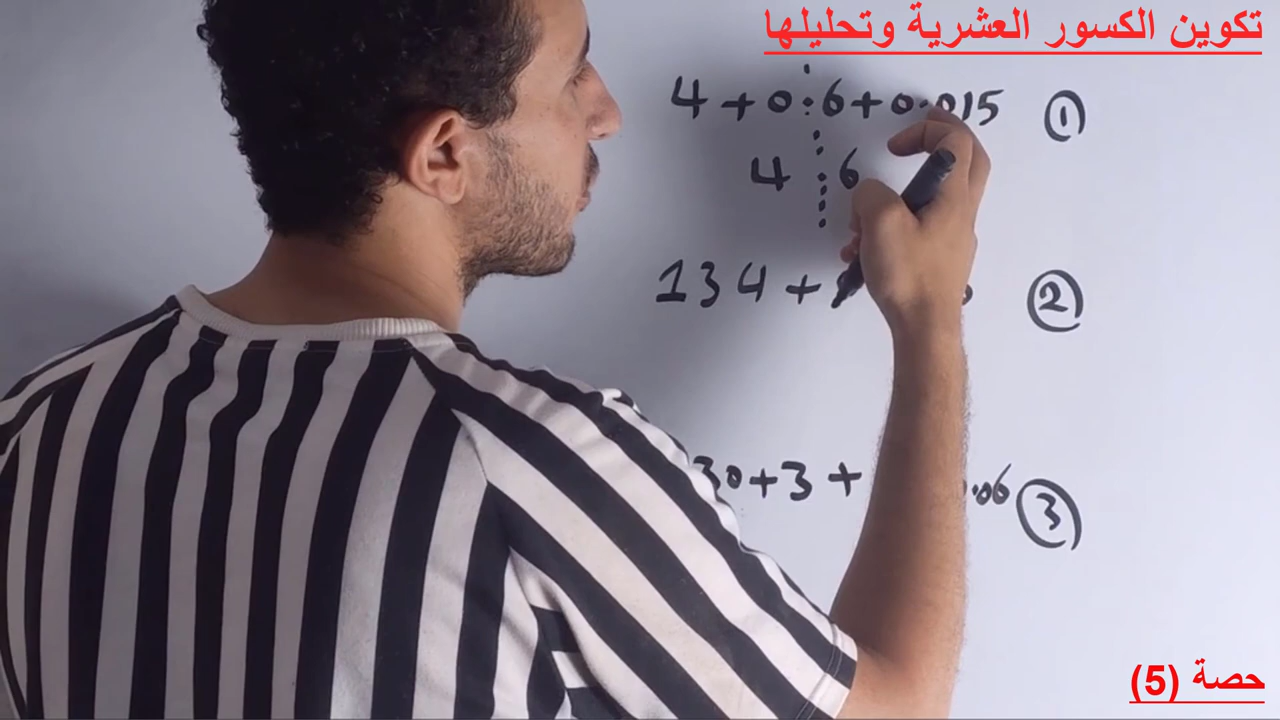 تكوين الكسور العشرية وتحليلها
4 + 0.6 + 0.015 ①
4 .6
134 + ②
30 + 3 + .06 ③
حصة (5)